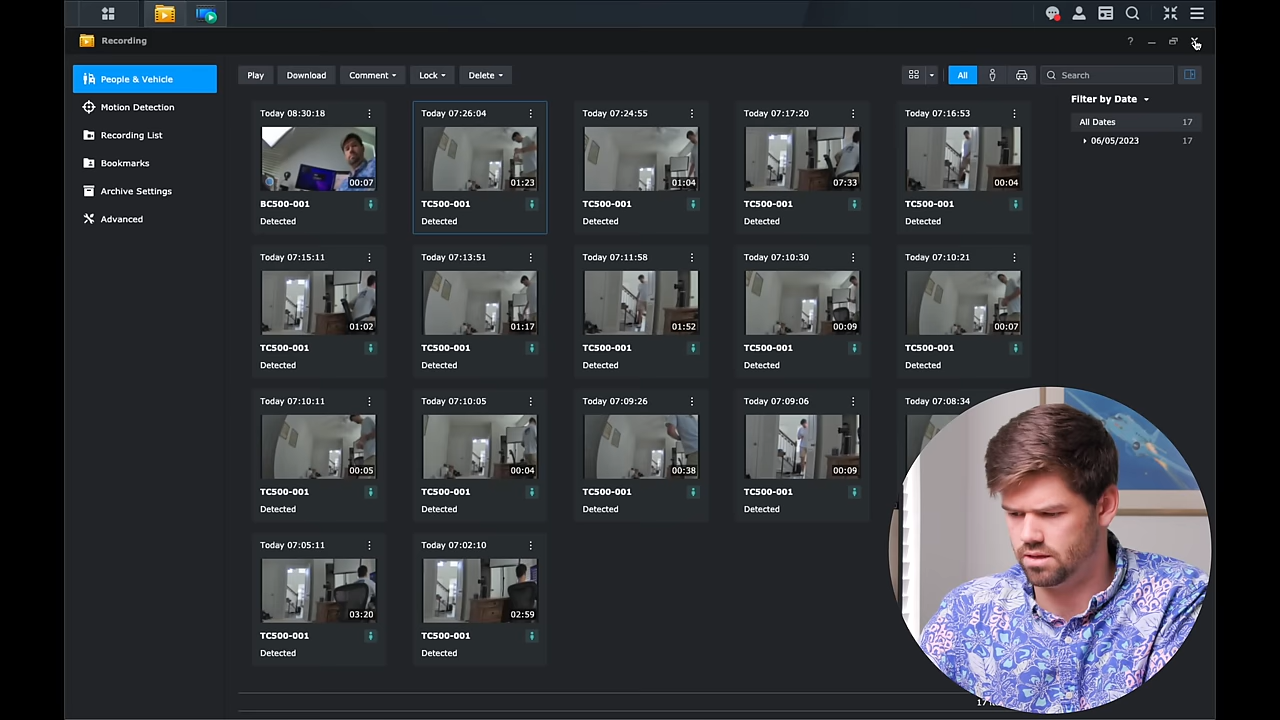 Recording
?
People & Vehicle
Motion Detection
Recording List
Bookmarks
Archive Settings
Advanced
Play Download Comment Lock Delete
All
Search
Filter by Date
All Dates 17
06/05/2023 17
Today 08:30:18
00:07
BC500-001
Detected
Today 07:26:04
01:23
TC500-001
Detected
Today 07:24:55
01:04
TC500-001
Detected
Today 07:17:20
07:33
TC500-001
Detected
Today 07:16:53
00:04
TC500-001
Detected
Today 07:15:11
01:02
TC500-001
Detected
Today 07:13:51
01:17
TC500-001
Detected
Today 07:11:58
01:52
TC500-001
Detected
Today 07:10:30
00:09
TC500-001
Detected
Today 07:10:21
00:07
TC500-001
Detected
Today 07:10:11
00:05
TC500-001
Detected
Today 07:10:05
00:04
TC500-001
Detected
Today 07:09:26
00:38
TC500-001
Detected
Today 07:09:06
00:09
TC500-001
Detected
Today 07:08:34
Today 07:05:11
03:20
TC500-001
Detected
Today 07:02:10
02:59
TC500-001
Detected
17